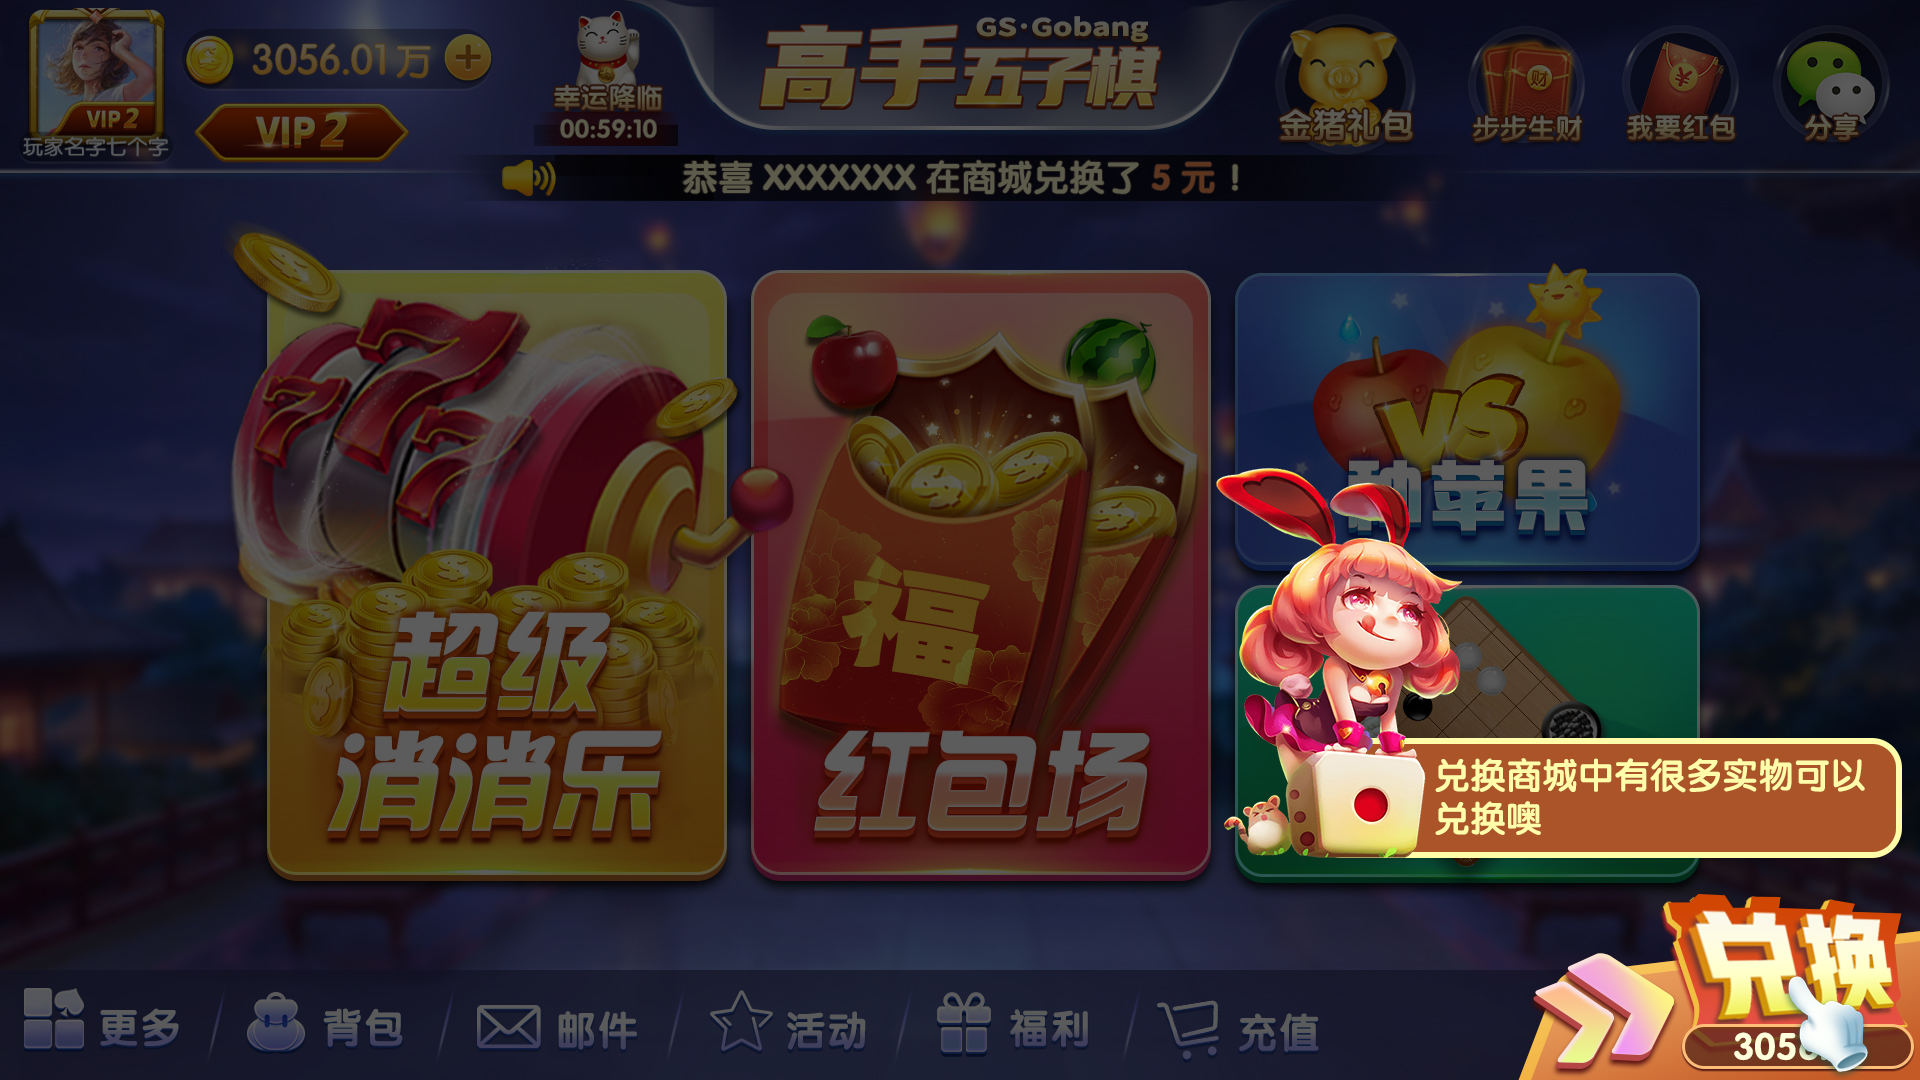 GS·Gobang
高手五子棋
VIP2
玩家名字七个字
3056.01万
VIP 2
幸运降临
00:59:10
金猪礼包
财
步步生财
¥
我要红包
分享
恭喜 XXXXXXX 在商城兑换了 5 元！
777
超级
消消乐
福
红包场
VS
种苹果
兑换商城中有很多实物可以
兑换噢
更多
背包
邮件
活动
福利
充值
兑换
305